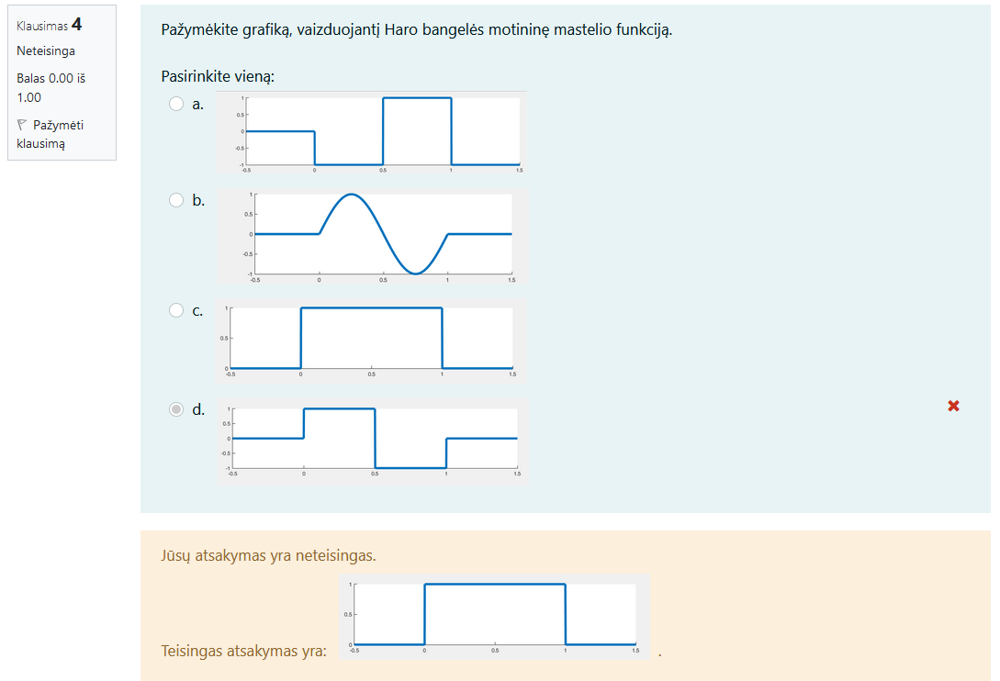 Klausimas 4
Neteisinga
Balas 0.00 iš
1.00
Pažymėti
klausimą
Pažymėkite grafiką, vaizduojantį Haro bangelės motininę mastelio funkciją.
Pasirinkite vieną:
a.
1
0.5
0
-0.5
-1
-0.5 0 0.5 1 1.5
b.
1
0.5
0
-0.5
-1
-0.5 0 0.5 1 1.5
c.
1
0.5
0
-0.5 0 0.5 1 1.5
d.
1
0.5
0
-0.5
-1
-0.5 0 0.5 1 1.5
Jūsų atsakymas yra neteisingas.
1
0.5
0
-0.5 0 0.5 1 1.5
Teisingas atsakymas yra: .